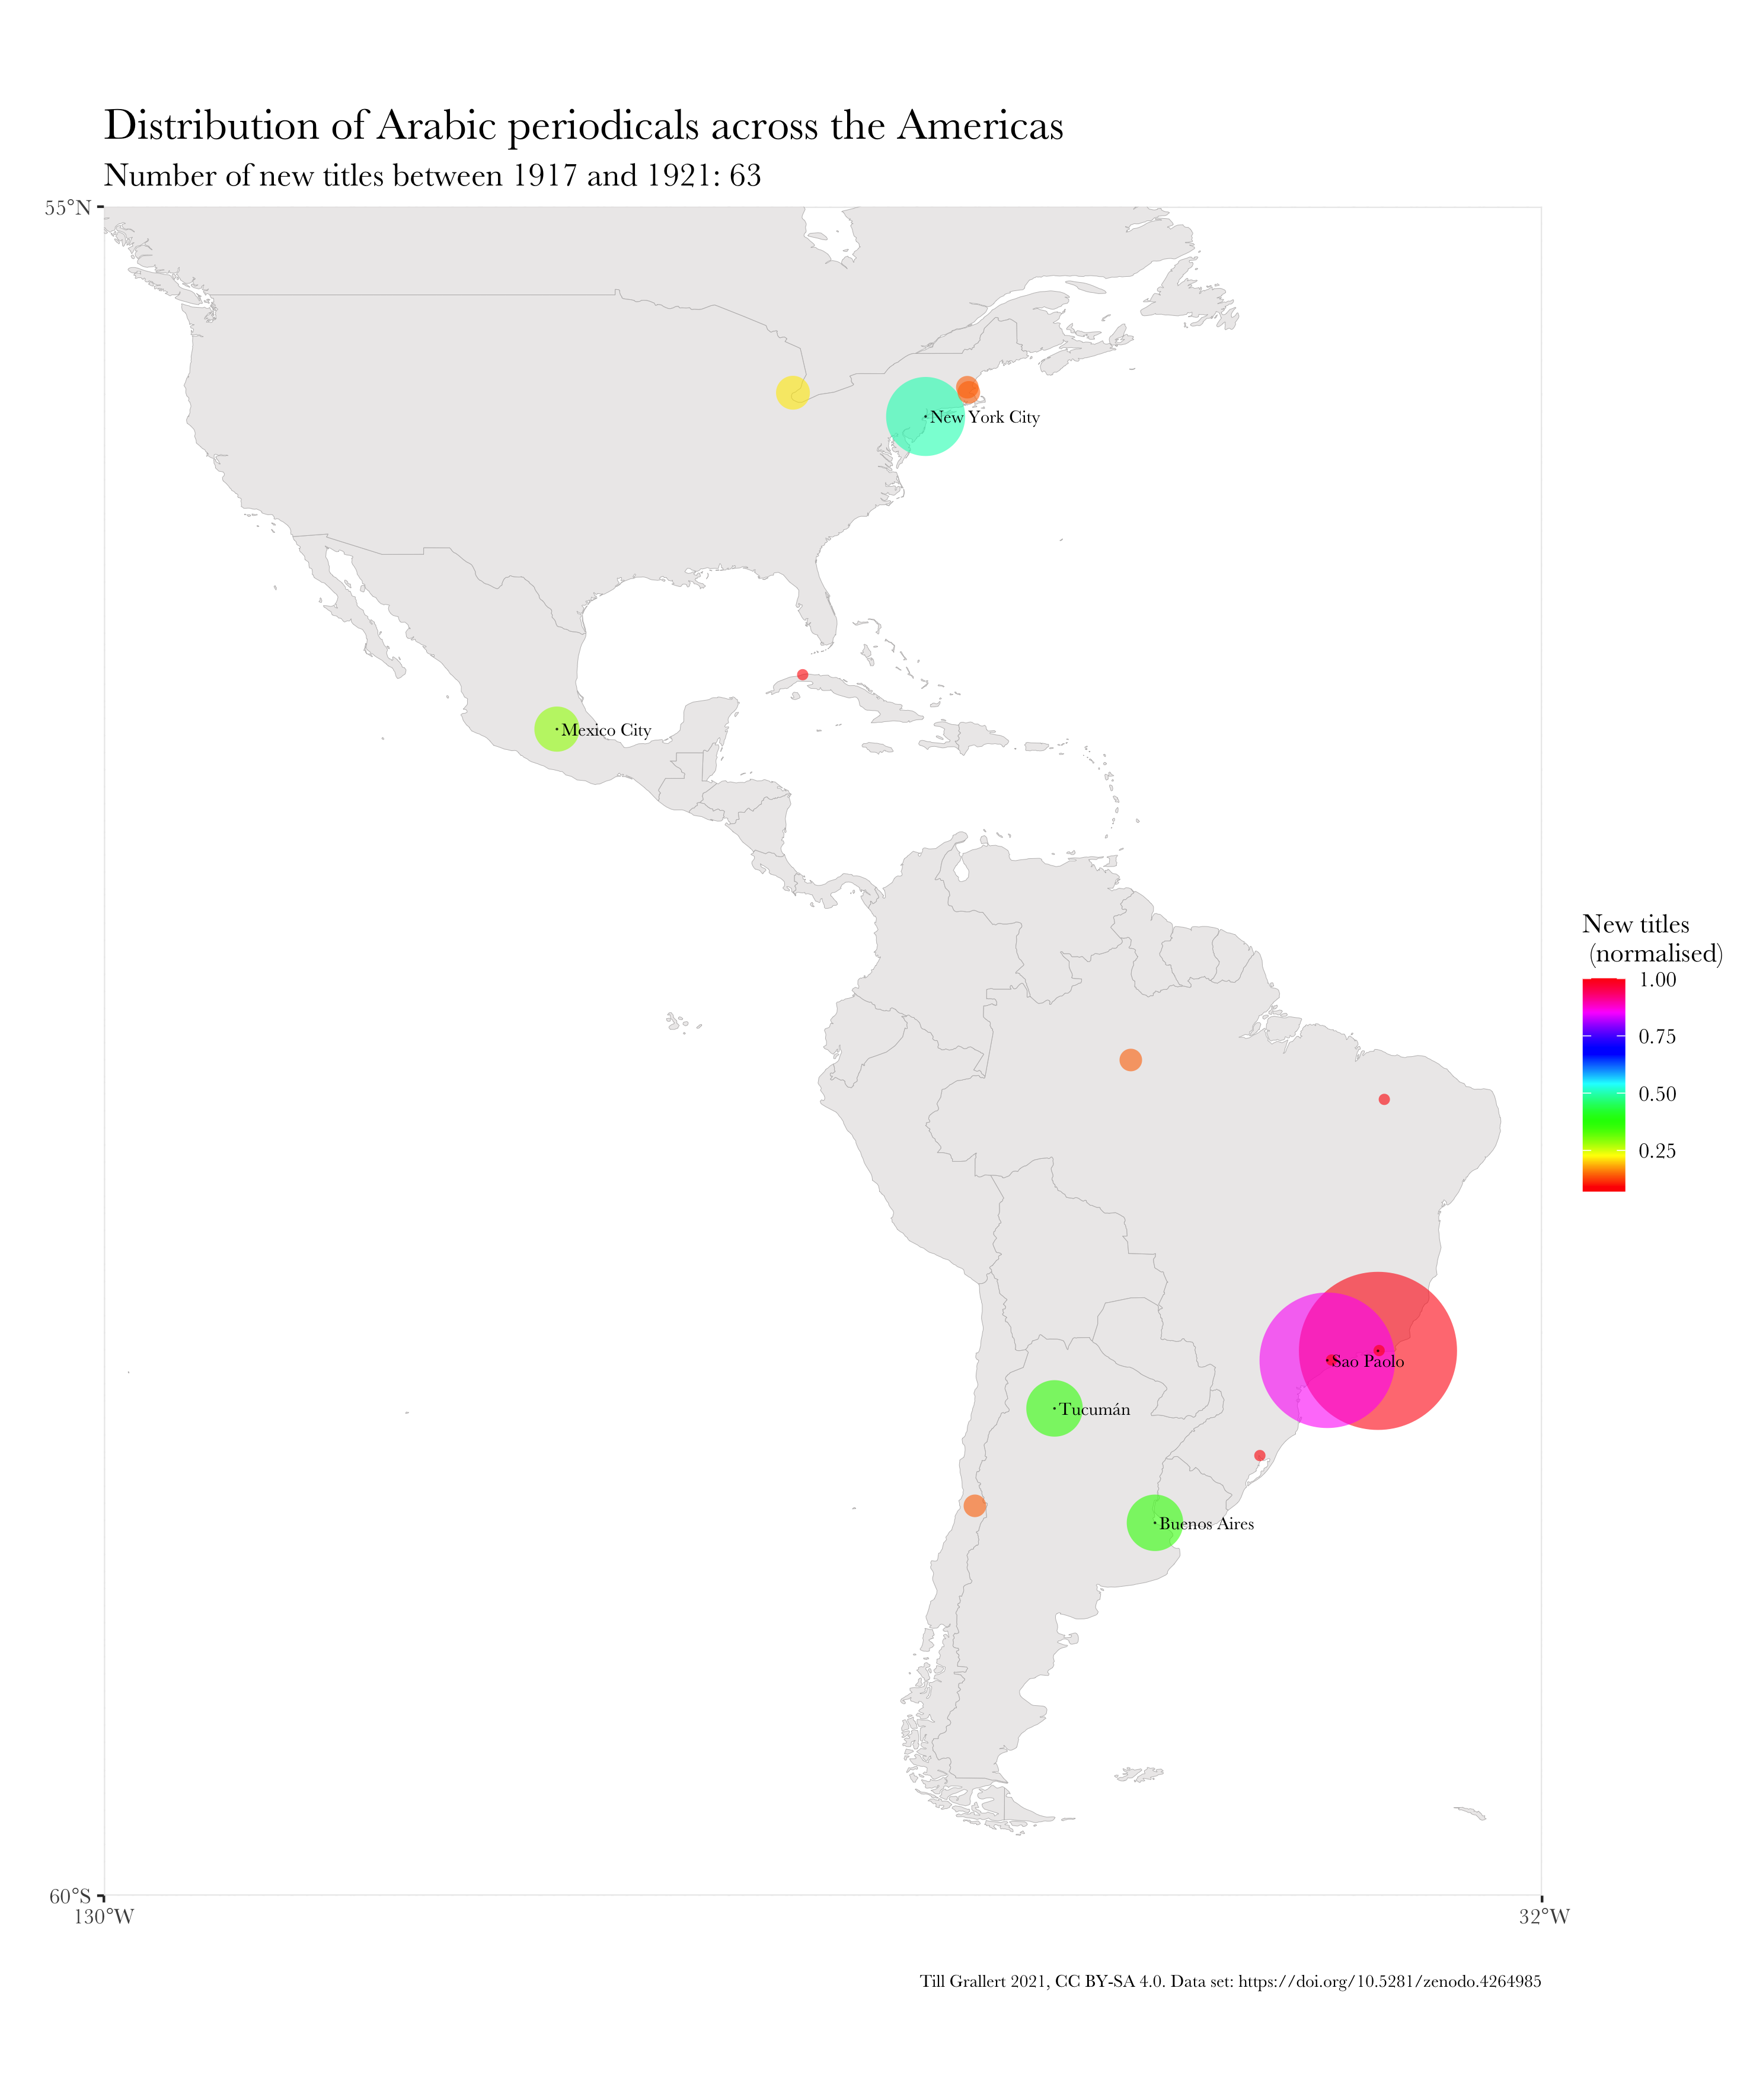 Distribution of Arabic periodicals across the Americas
Number of new titles between 1917 and 1921: 63
55°N
New York City
Mexico City
New titles
(normalised)
1.00
0.75
0.50
0.25
Sao Paolo
Tucumán
Buenos Aires
60°S
130°W
32°W
Till Grallert 2021, CC BY-SA 4.0. Data set: https://doi.org/10.5281/zenodo.4264985